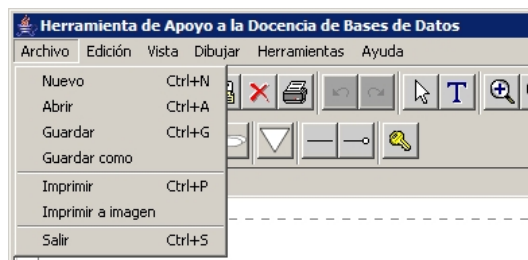 Herramienta de Apoyo a la Docencia de Bases de Datos
Archivo Edición Vista Dibujar Herramientas Ayuda
Nuevo Ctrl+N
Abrir Ctrl+A
Guardar Ctrl+G
Guardar como
Imprimir Ctrl+P
Imprimir a imagen
Salir Ctrl+S
T